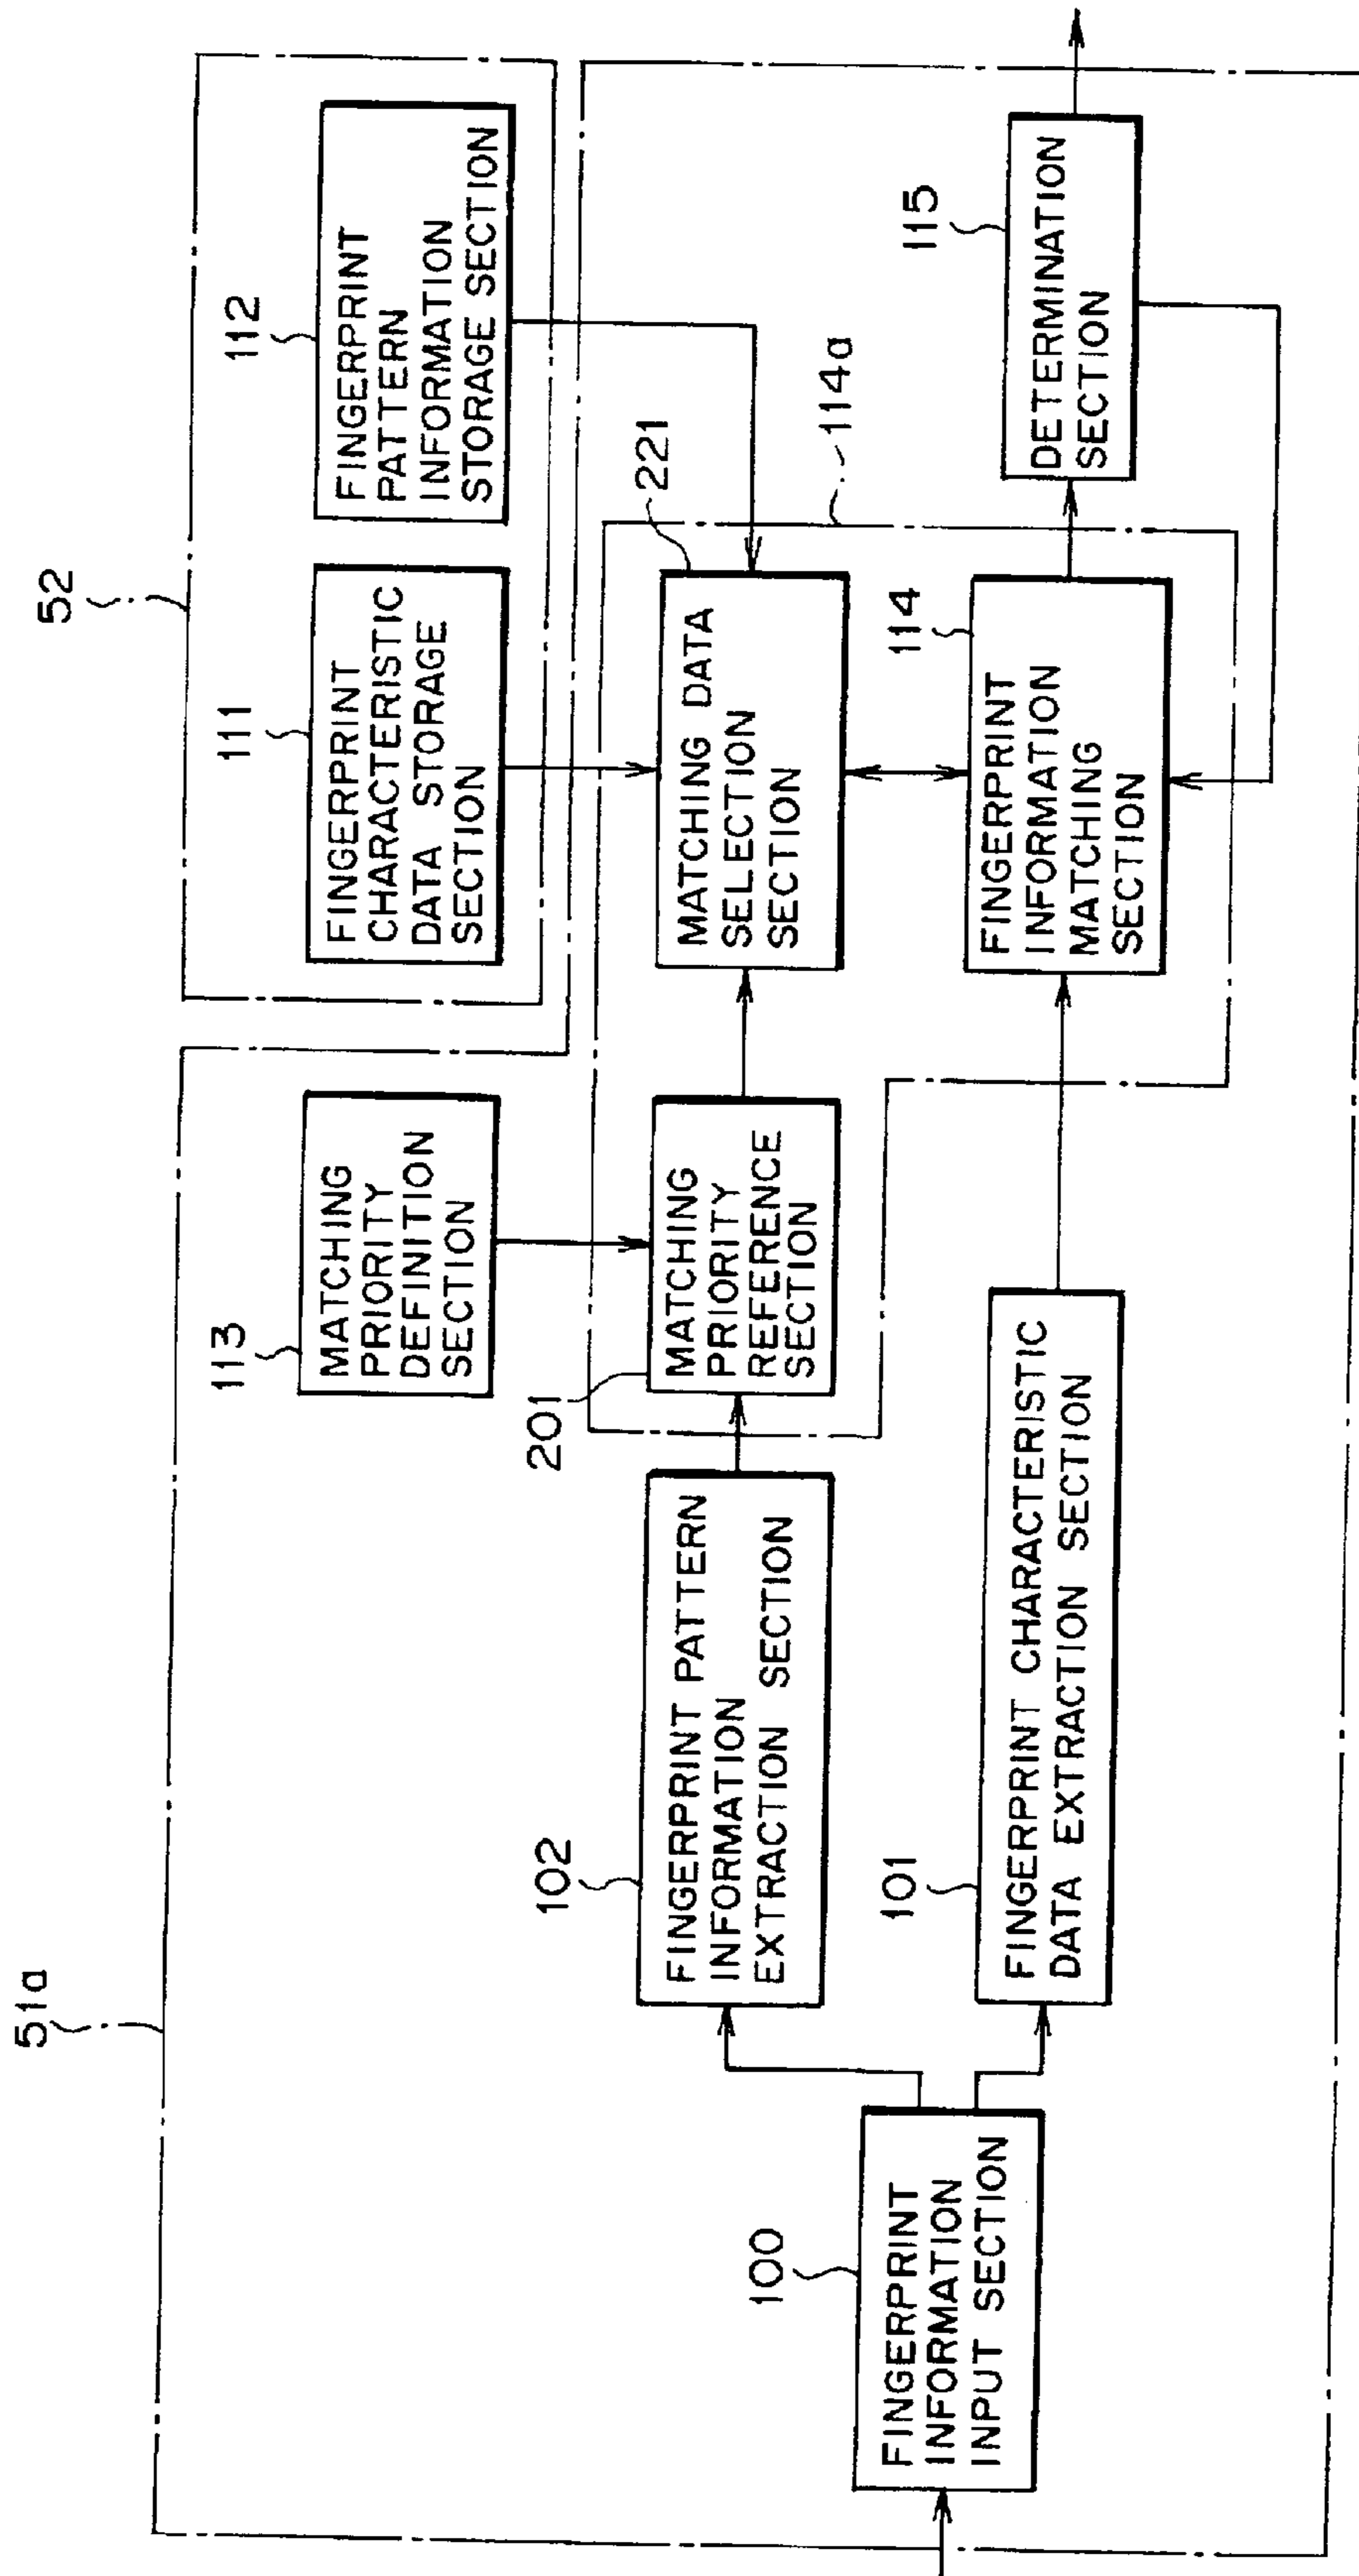 51a
52
113
MATCHING
PRIORITY
DEFINITION
SECTION
111
FINGERPRINT
CHARACTERISTIC
DATA STORAGE
SECTION
112
FINGERPRINT
PATTERN
INFORMATION
STORAGE SECTION
102
FINGERPRINT PATTERN
INFORMATION
EXTRACTION SECTION
201
MATCHING
PRIORITY
REFERENCE
SECTION
221
MATCHING DATA
SELECTION
SECTION
114a
100
FINGERPRINT
INFORMATION
INPUT SECTION
101
FINGERPRINT CHARACTERISTIC
DATA EXTRACTION SECTION
114
FINGERPRINT
INFORMATION
MATCHING
SECTION
115
DETERMINATION
SECTION